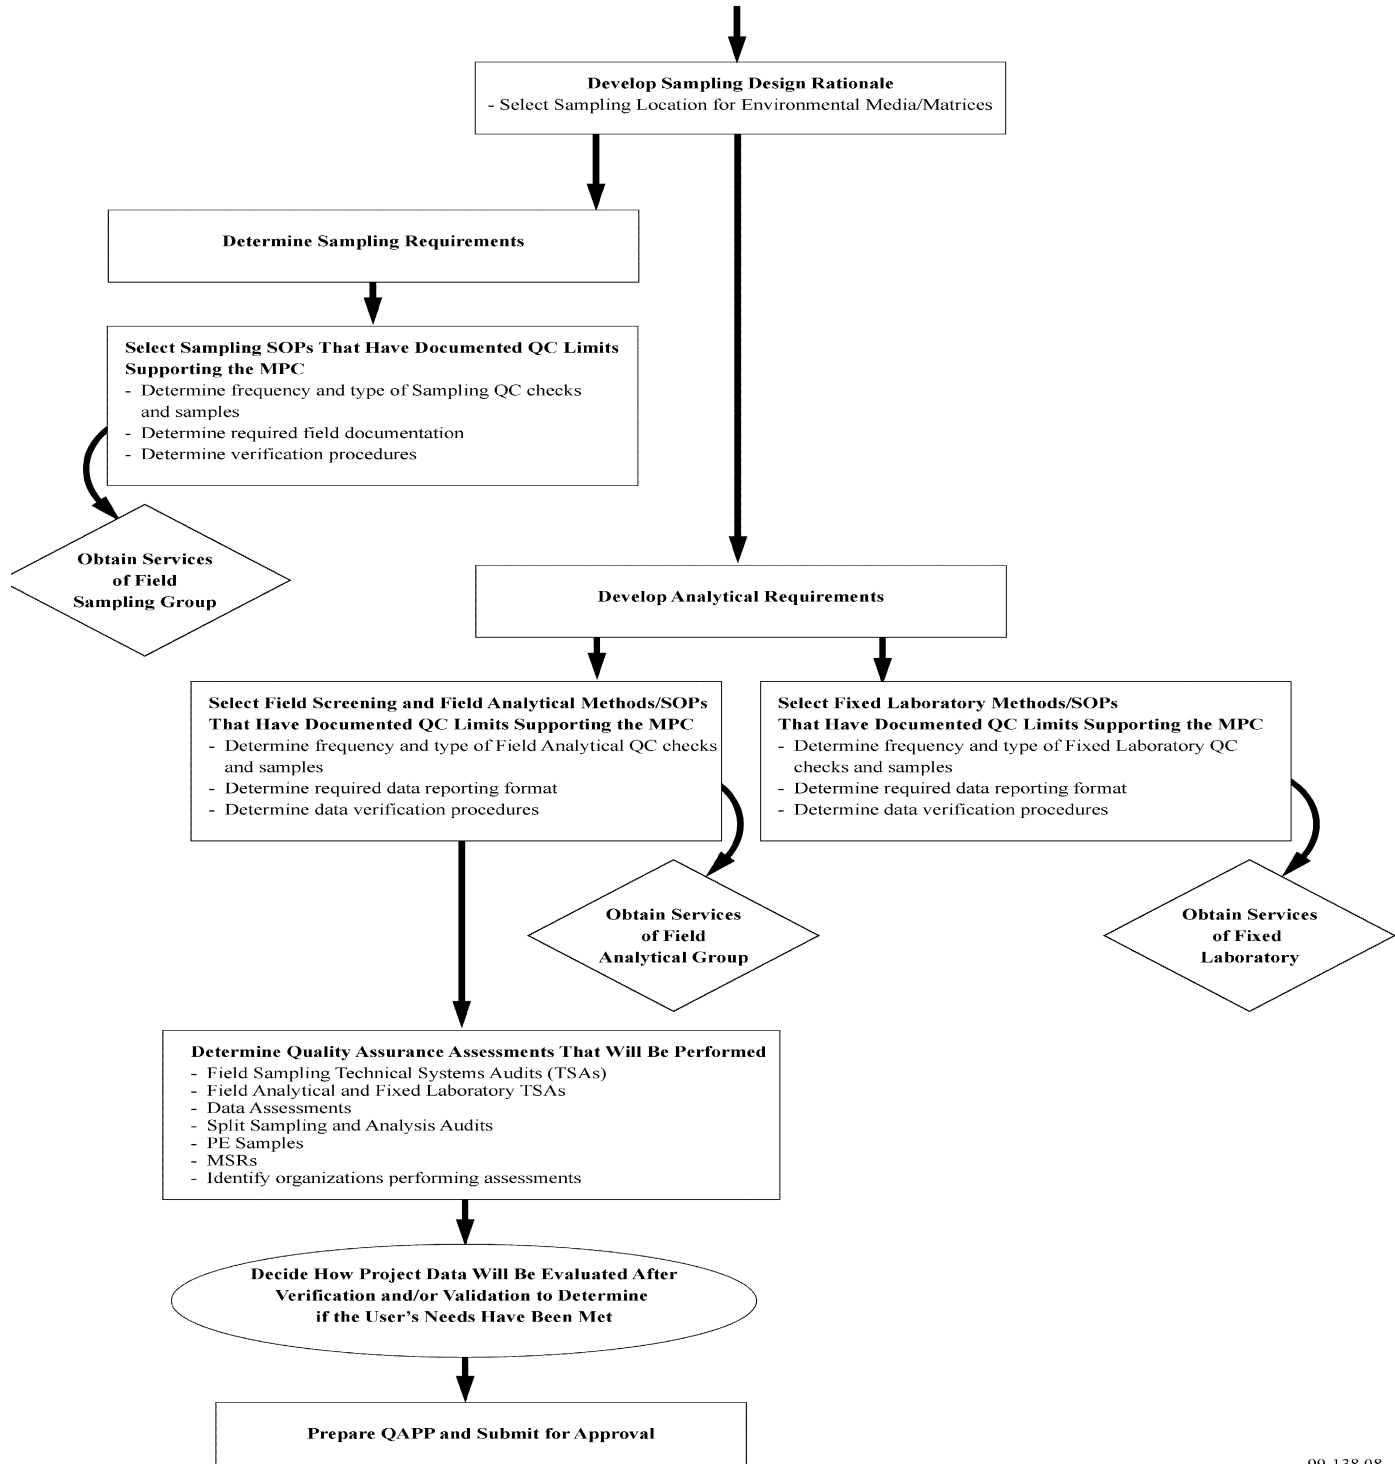 Develop Sampling Design Rationale
- Select Sampling Location for Environmental Media/Matrices
Determine Sampling Requirements
Select Sampling SOPs That Have Documented QC Limits
Supporting the MPC
- Determine frequency and type of Sampling QC checks
and samples
- Determine required field documentation
- Determine verification procedures
Obtain Services
of Field
Sampling Group
Develop Analytical Requirements
Select Field Screening and Field Analytical Methods/SOPs
That Have Documented QC Limits Supporting the MPC
- Determine frequency and type of Field Analytical QC checks
and samples
- Determine required data reporting format
- Determine data verification procedures
Select Fixed Laboratory Methods/SOPs
That Have Documented QC Limits Supporting the MPC
- Determine frequency and type of Fixed Laboratory QC
checks and samples
- Determine required data reporting format
- Determine data verification procedures
Obtain Services
of Field
Analytical Group
Obtain Services
of Fixed
Laboratory
Determine Quality Assurance Assessments That Will Be Performed
- Field Sampling Technical Systems Audits (TSAs)
- Field Analytical and Fixed Laboratory TSAs
- Data Assessments
- Split Sampling and Analysis Audits
- PE Samples
- MSRs
- Identify organizations performing assessments
Decide How Project Data Will Be Evaluated After
Verification and/or Validation to Determine
if the User's Needs Have Been Met
Prepare QAPP and Submit for Approval